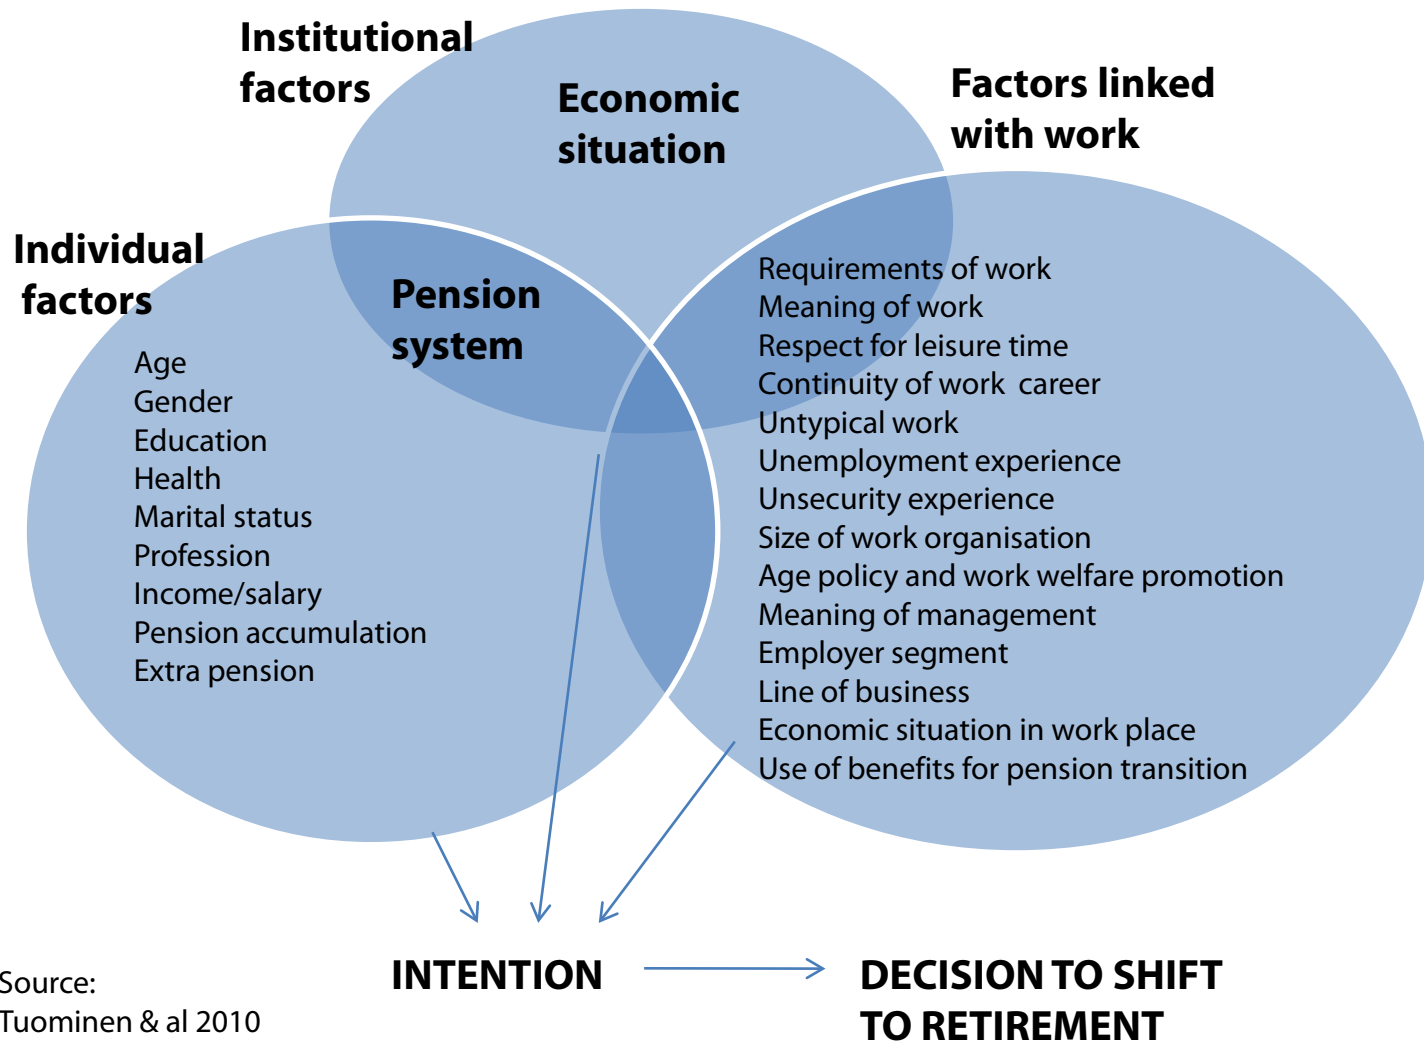 Institutional
factors
Economic
situation
Factors linked
with work
Individual
factors
Pension
system
Age
Gender
Education
Health
Marital status
Profession
Income/salary
Pension accumulation
Extra pension
Requirements of work
Meaning of work
Respect for leisure time
Continuity of work career
Untypical work
Unemployment experience
Unsecurity experience
Size of work organisation
Age policy and work welfare promotion
Meaning of management
Employer segment
Line of business
Economic situation in work place
Use of benefits for pension transition
INTENTION
DECISION TO SHIFT
TO RETIREMENT
Source:
Tuominen & al 2010